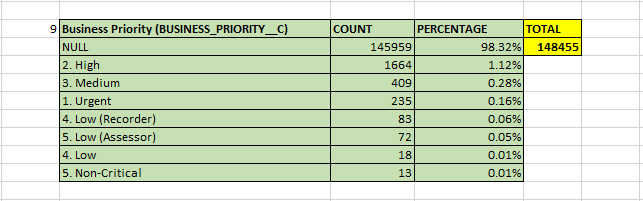 9 Business Priority (BUSINESS_PRIORITY__C) COUNT PERCENTAGE TOTAL
NULL 145959 98.32% 148455
2. High 1664 1.12%
3. Medium 409 0.28%
1. Urgent 235 0.16%
4. Low (Recorder) 83 0.06%
5. Low (Assessor) 72 0.05%
4. Low 18 0.01%
5. Non-Critical 13 0.01%